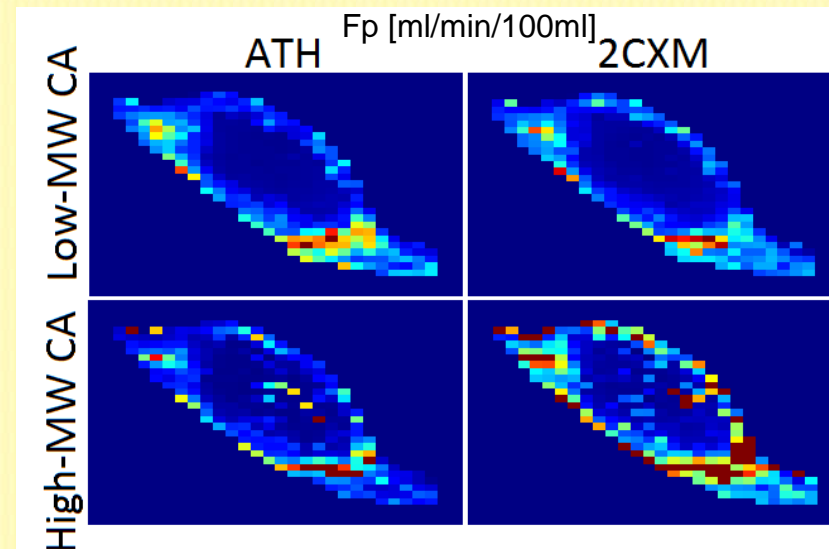 Fp [ml/min/100ml]
ATH
2CXM
Low-MW CA
High-MW CA